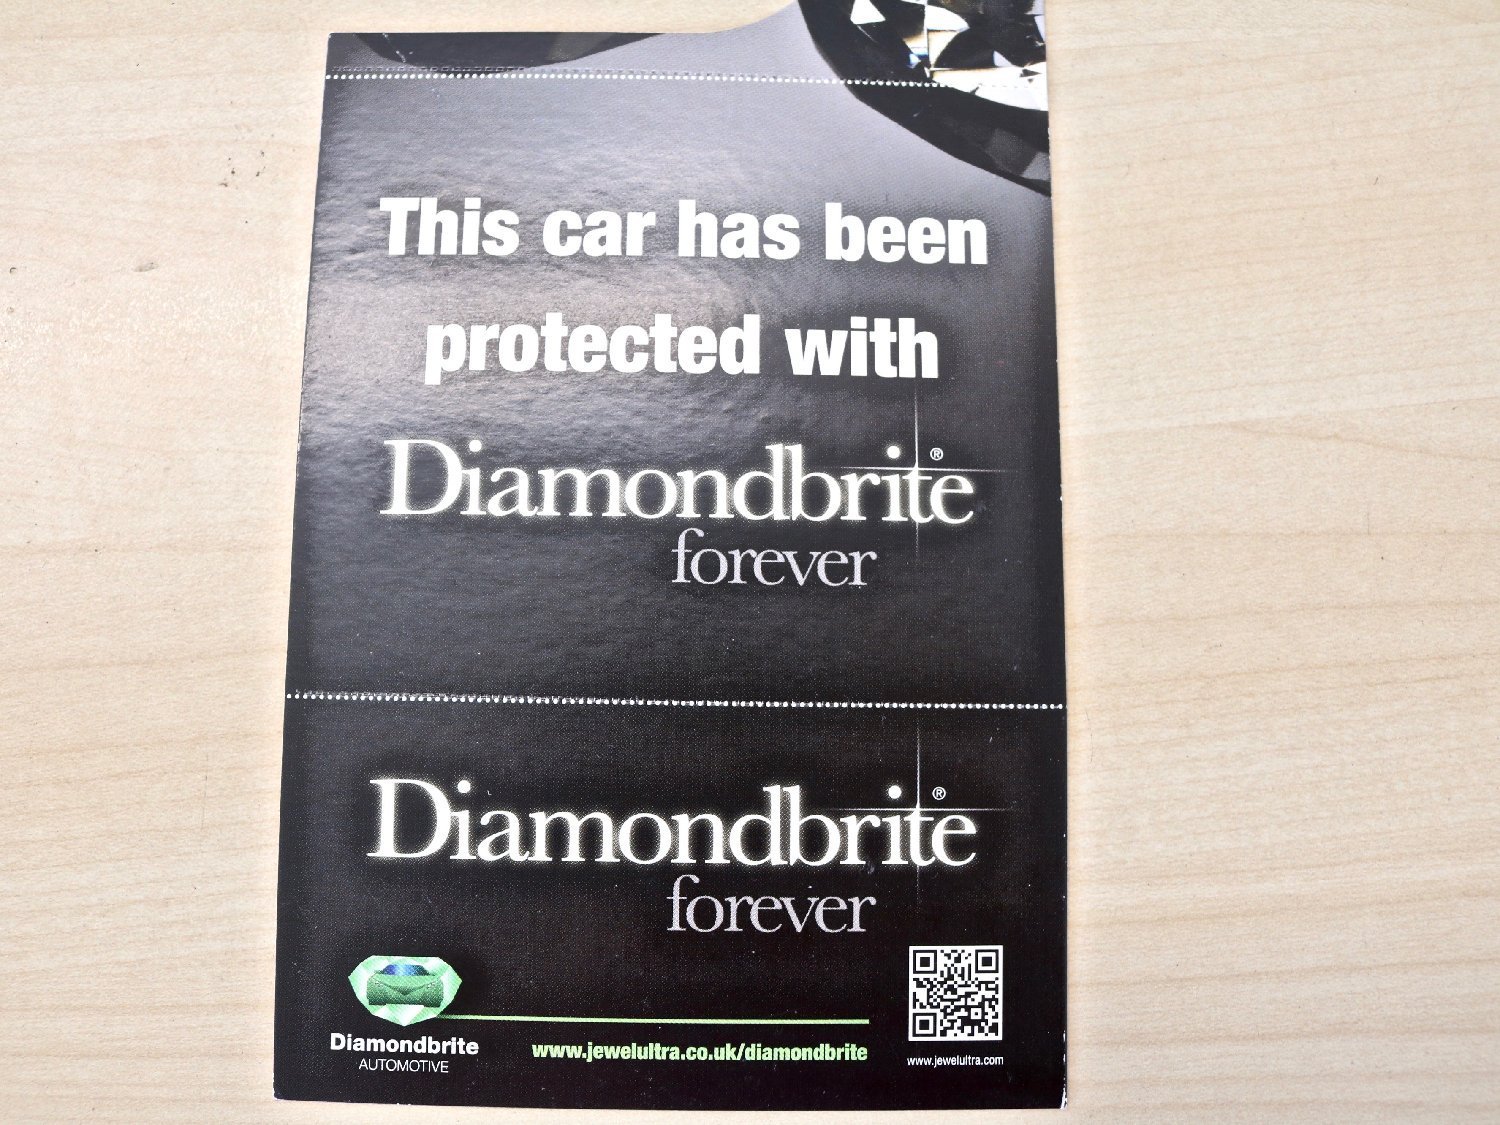 This car has been
protected with
Diamondbrite®
forever
Diamondbrite®
forever
Diamondbrite
AUTOMOTIVE
www.jewelultra.co.uk/diamondbrite
www.jewelultra.com